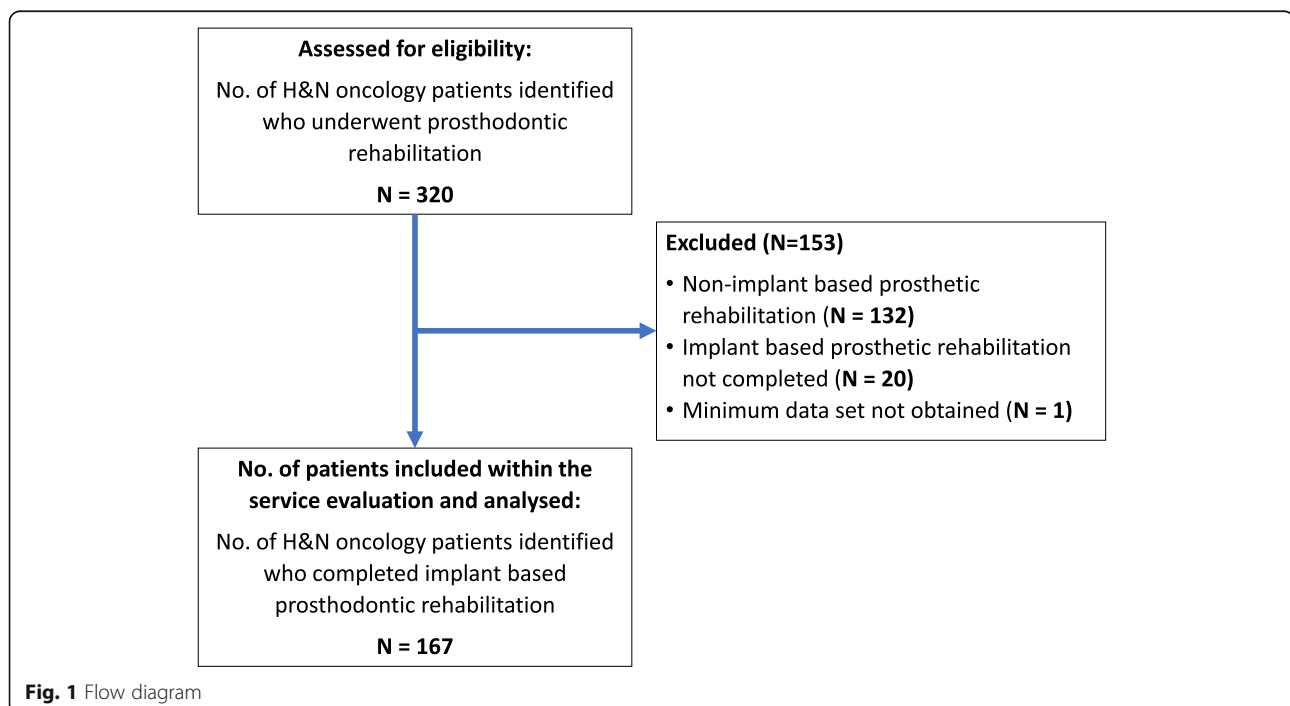 Assessed for eligibility:
No. of H&N oncology patients identified
who underwent prosthodontic
rehabilitation
N = 320
Excluded (N=153)
• Non-implant based prosthetic
rehabilitation (N = 132)
• Implant based prosthetic rehabilitation
not completed (N = 20)
• Minimum data set not obtained (N = 1)
No. of patients included within the
service evaluation and analysed:
No. of H&N oncology patients identified
who completed implant based
prosthodontic rehabilitation
N = 167
Fig. 1 Flow diagram